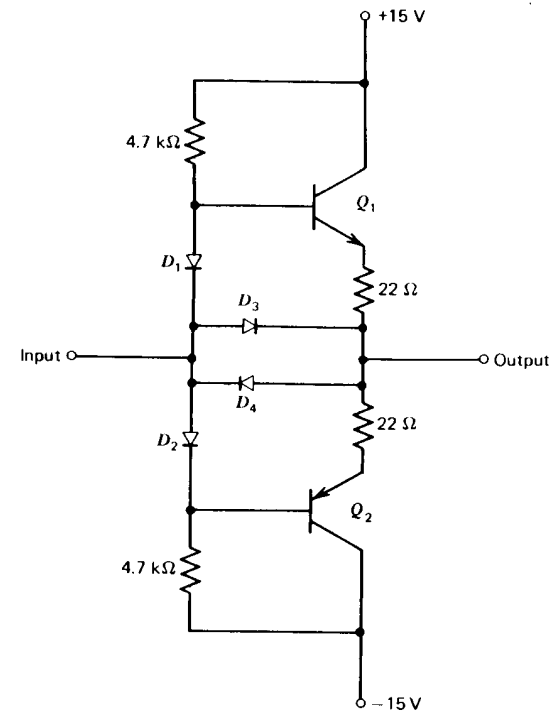 +15 V
4.7 kΩ
Q1
D1
22 Ω
D3
Input
Output
D4
22 Ω
D2
Q2
4.7 kΩ
−15 V